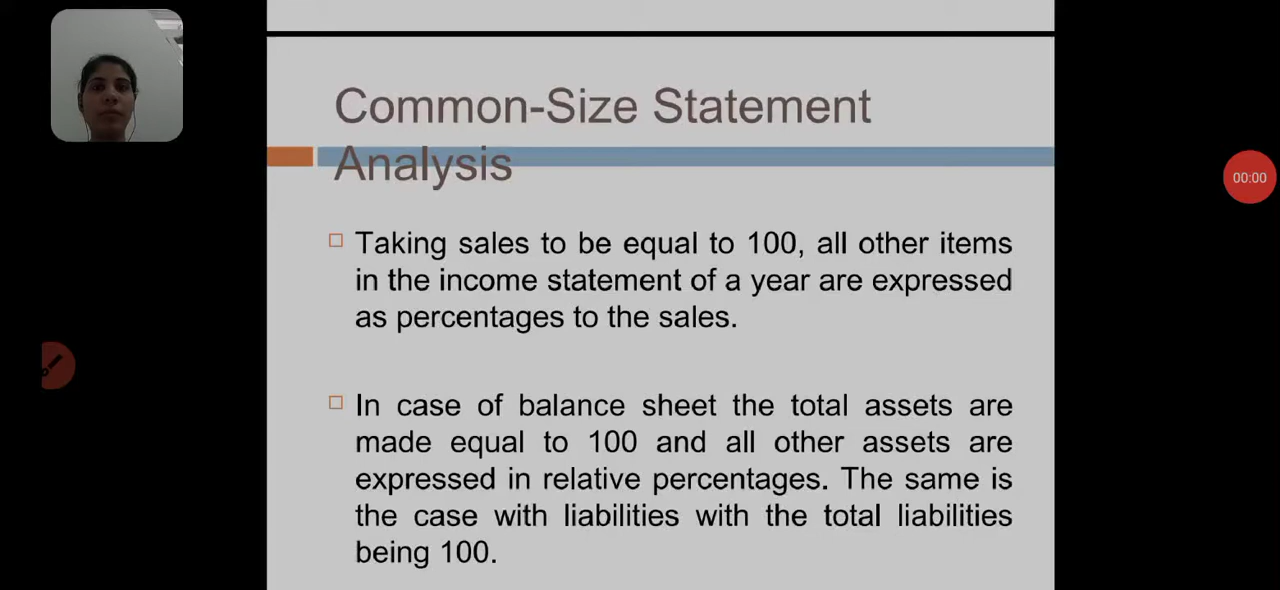 Common-Size Statement
Analysis
Taking sales to be equal to 100, all other items
in the income statement of a year are expressed
as percentages to the sales.
In case of balance sheet the total assets are
made equal to 100 and all other assets are
expressed in relative percentages. The same is
the case with liabilities with the total liabilities
being 100.
00:00